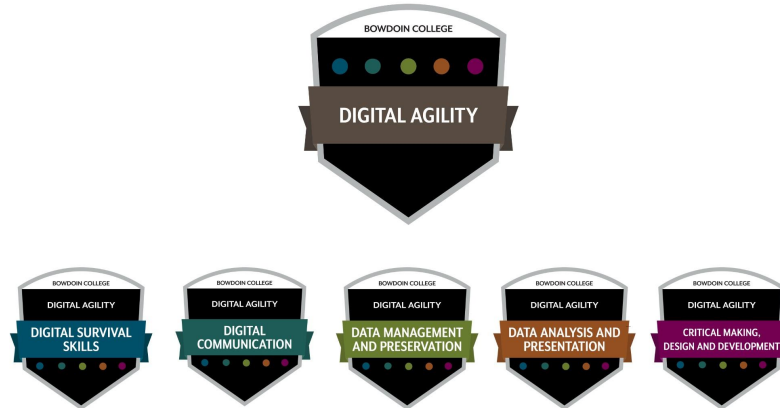 BOWDOIN COLLEGE
DIGITAL AGILITY
BOWDOIN COLLEGE
DIGITAL AGILITY
DIGITAL SURVIVAL
SKILLS
BOWDOIN COLLEGE
DIGITAL AGILITY
DIGITAL
COMMUNICATION
BOWDOIN COLLEGE
DIGITAL AGILITY
DATA MANAGEMENT
AND PRESERVATION
BOWDOIN COLLEGE
DIGITAL AGILITY
DATA ANALYSIS AND
PRESENTATION
BOWDOIN COLLEGE
DIGITAL AGILITY
CRITICAL MAKING,
DESIGN AND DEVELOPMENT